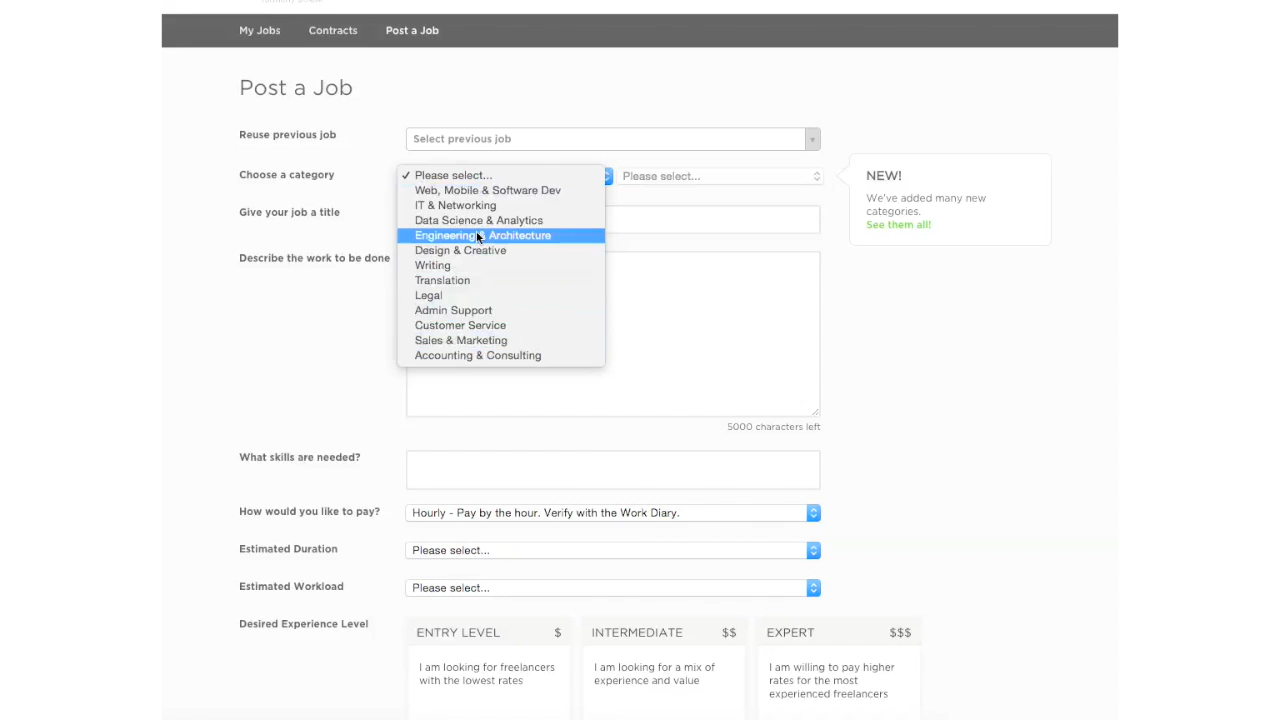 My Jobs Contracts Post a Job
Post a Job
Reuse previous job Select previous job
Choose a category ✓ Please select... Please select...
Web, Mobile & Software Dev
IT & Networking
Data Science & Analytics
Engineering & Architecture
Design & Creative
Writing
Translation
Legal
Admin Support
Customer Service
Sales & Marketing
Accounting & Consulting
NEW!
We've added many new
categories.
See them all!
Give your job a title
Describe the work to be done
5000 characters left
What skills are needed?
How would you like to pay? Hourly - Pay by the hour. Verify with the Work Diary.
Estimated Duration Please select...
Estimated Workload Please select...
Desired Experience Level
ENTRY LEVEL $
I am looking for freelancers
with the lowest rates
INTERMEDIATE $$
I am looking for a mix of
experience and value
EXPERT $$$
I am willing to pay higher
rates for the most
experienced freelancers